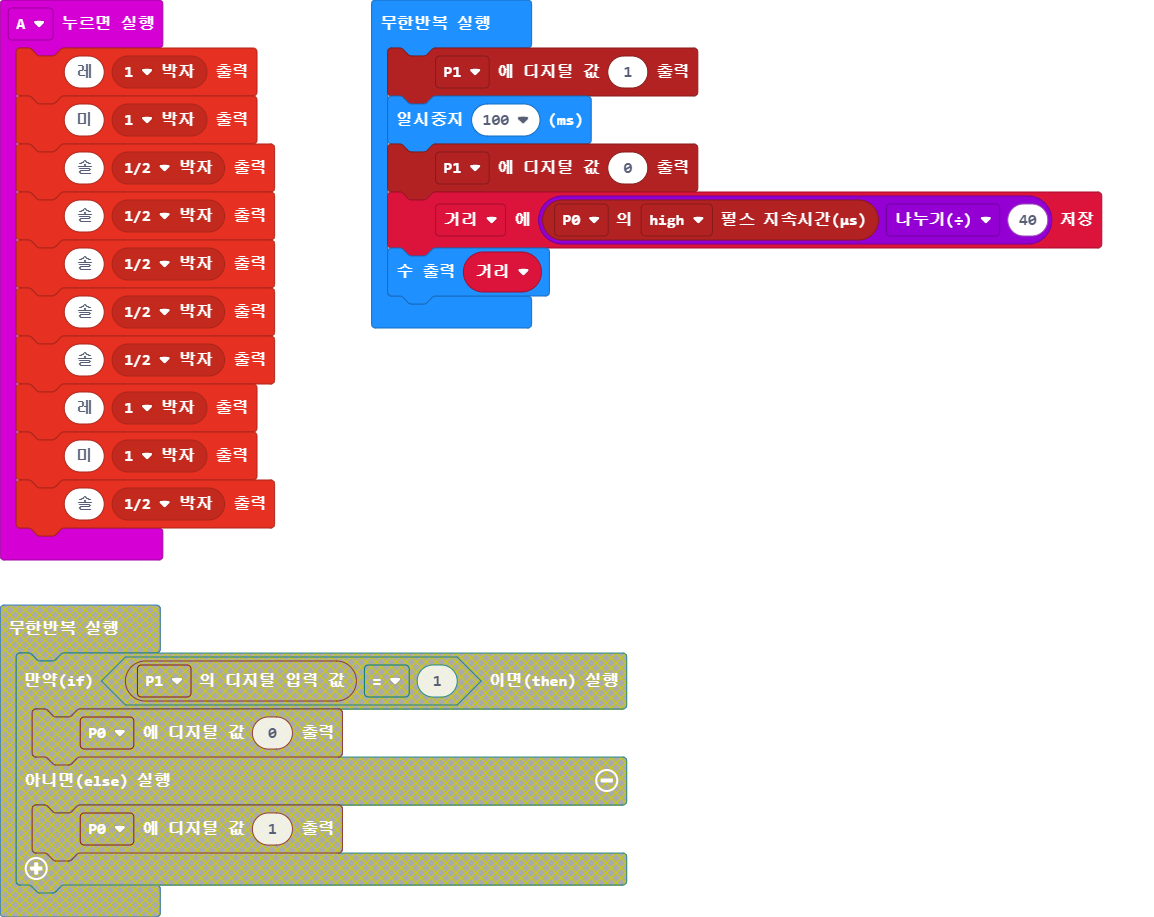 A 누르면 실행
레 1 박자 출력
미 1 박자 출력
솔 1/2 박자 출력
솔 1/2 박자 출력
솔 1/2 박자 출력
솔 1/2 박자 출력
솔 1/2 박자 출력
레 1 박자 출력
미 1 박자 출력
솔 1/2 박자 출력
무한반복 실행
P1 에 디지털 값 1 출력
일시중지 100 (ms)
P1 에 디지털 값 0 출력
거리 에 P0 의 high 펄스 지속시간(µs) 나누기(÷) 40 저장
수 출력 거리
무한반복 실행
만약(if) P1 의 디지털 입력 값 = 1 이면(then) 실행
P0 에 디지털 값 0 출력
아니면(else) 실행
P0 에 디지털 값 1 출력